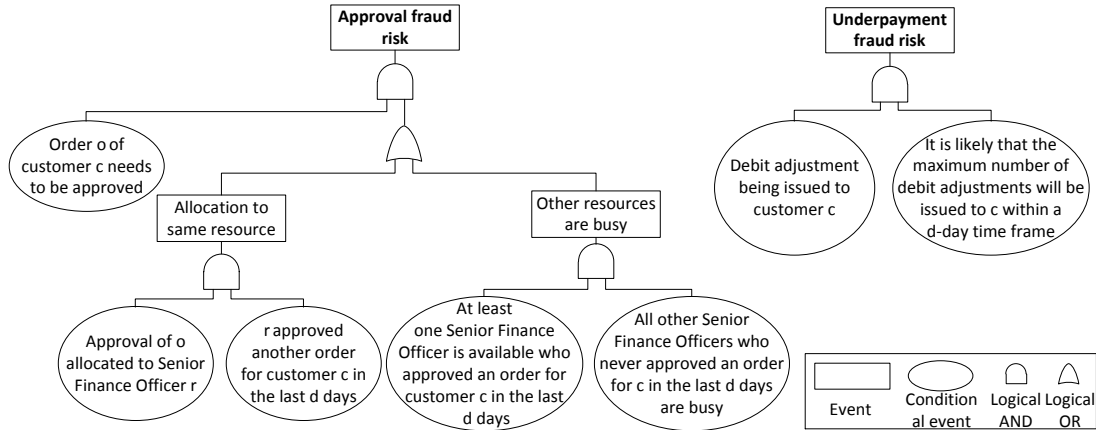 Approval fraud
risk
Underpayment
fraud risk
Order o of
customer c needs
to be approved
Debit adjustment
being issued to
customer c
It is likely that the
maximum number of
debit adjustments will be
issued to c within a
d-day time frame
Allocation to
same resource
Other resources
are busy
Approval of o
allocated to Senior
Finance Officer r
r approved
another order
for customer c in
the last d days
At least
one Senior Finance
Officer is available who
approved an order for
customer c in the last
d days
All other Senior
Finance Officers who
never approved an order
for c in the last d days
are busy
Event
Condition
al event
Logical
AND
Logical
OR